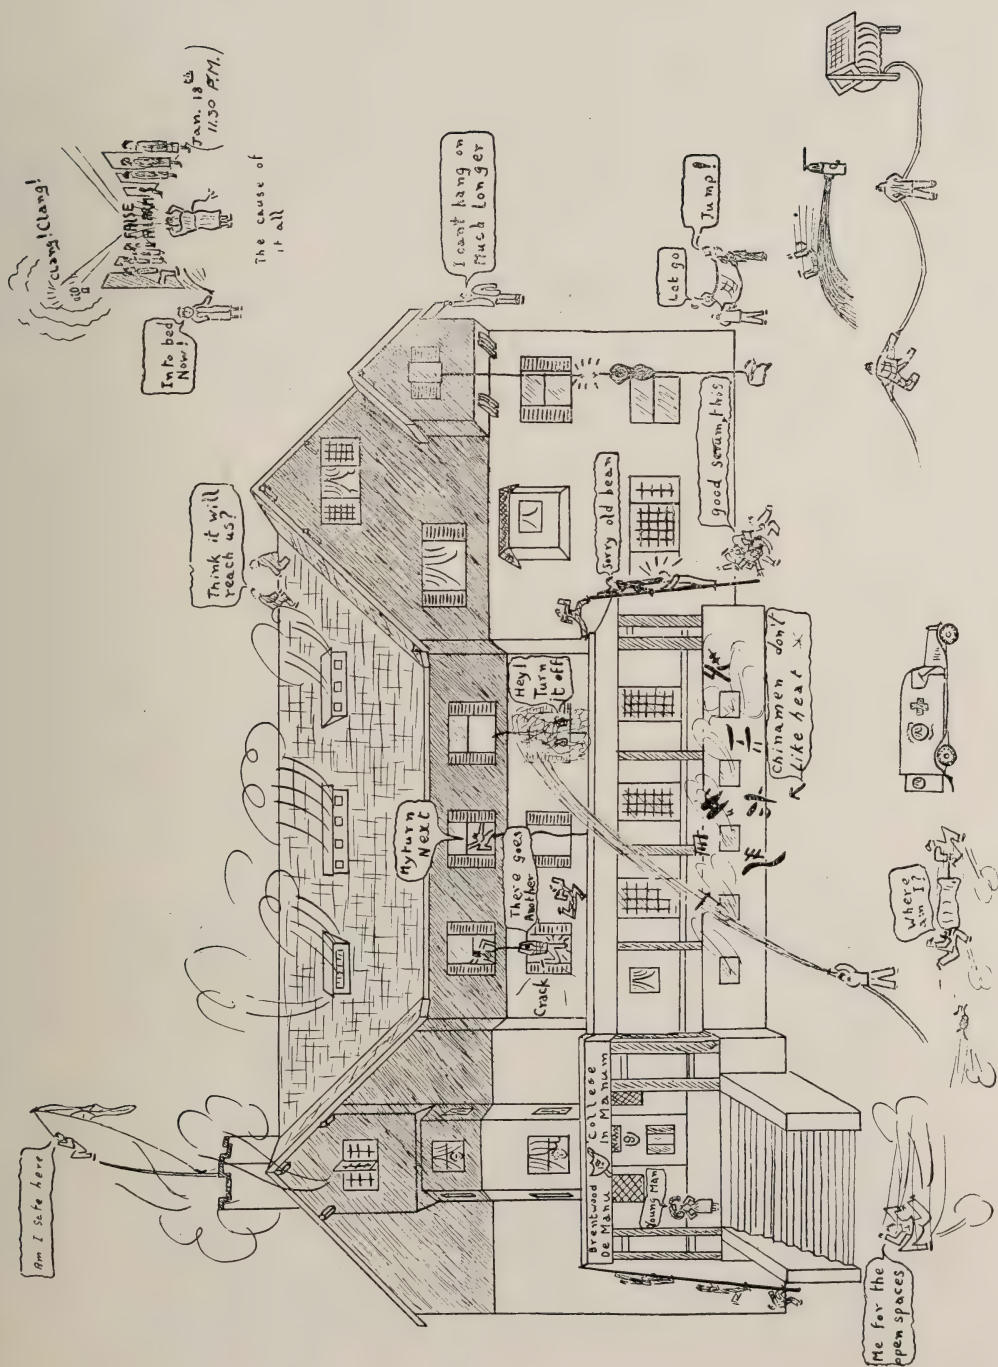 Am I safe here
Think it will
reach us?
In to bed
Now!
Clang! Clang!
FALSE
ALARMS
Jan. 18th
11.30 P.M.
The cause of
it all
I can't hang on
Much Longer
Let go
Jump!
My turn
Next
There goes
Another
Crack
Hey!
Turn
it off
Sorry old bean
good scrum, this
Chinamen don't
like heat
Brentwood College
De Manu In Manum
Young Man
Me for the
open spaces
Where
am I?